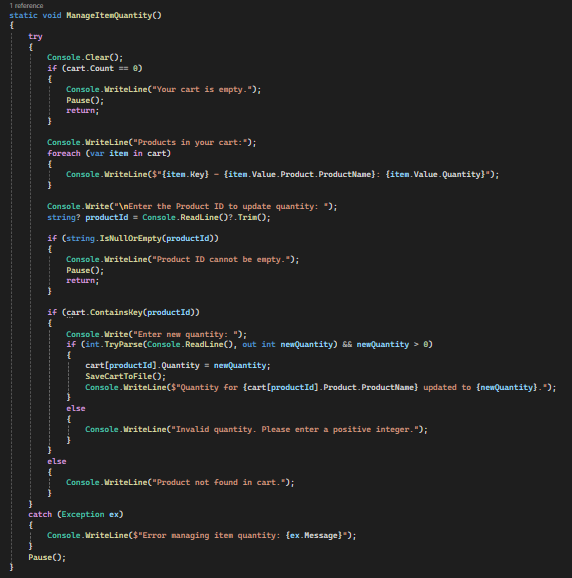 1 reference
static void ManageItemQuantity()
{
try
{
Console.Clear();
if (cart.Count == 0)
{
Console.WriteLine("Your cart is empty.");
Pause();
return;
}
Console.WriteLine("Products in your cart:");
foreach (var item in cart)
{
Console.WriteLine($"{item.Key} - {item.Value.Product.ProductName}: {item.Value.Quantity}");
}
Console.Write("\nEnter the Product ID to update quantity: ");
string? productId = Console.ReadLine()?.Trim();
if (string.IsNullOrEmpty(productId))
{
Console.WriteLine("Product ID cannot be empty.");
Pause();
return;
}
if (cart.ContainsKey(productId))
{
Console.Write("Enter new quantity: ");
if (int.TryParse(Console.ReadLine(), out int newQuantity) && newQuantity > 0)
{
cart[productId].Quantity = newQuantity;
SaveCartToFile();
Console.WriteLine($"Quantity for {cart[productId].Product.ProductName} updated to {newQuantity}.");
}
else
{
Console.WriteLine("Invalid quantity. Please enter a positive integer.");
}
}
else
{
Console.WriteLine("Product not found in cart.");
}
}
catch (Exception ex)
{
Console.WriteLine($"Error managing item quantity: {ex.Message}");
}
Pause();
}